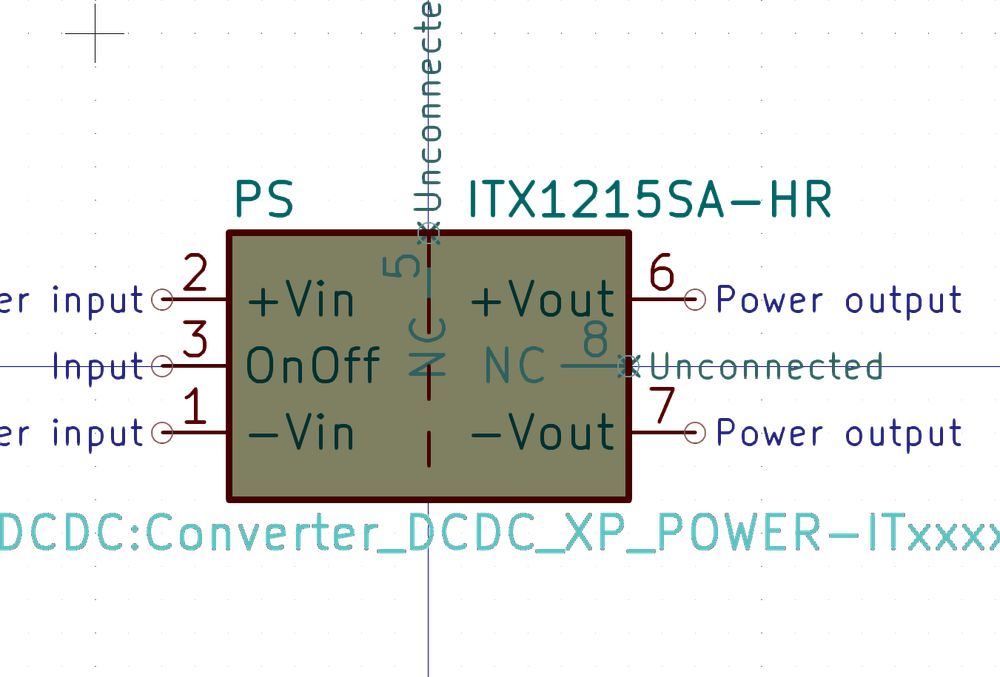 Unconnecte
PS
ITX1215SA-HR
5
2
6
er input
+Vin
+Vout
Power output
3
8
Input
OnOff
NC
NC
Unconnected
1
7
er input
-Vin
-Vout
Power output
DCDC:Converter_DCDC_XP_POWER-ITxxxx